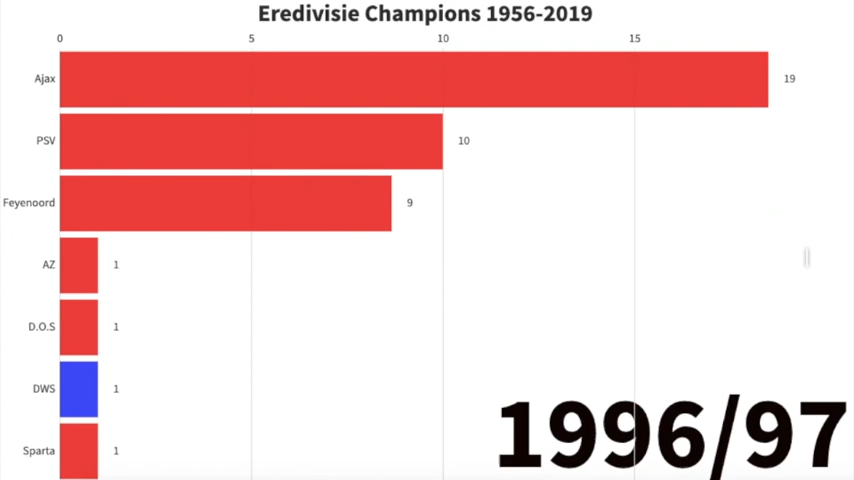 Eredivisie Champions 1956-2019
0 5 10 15
Ajax 19
PSV 10
Feyenoord 9
AZ 1
D.O.S 1
DWS 1
Sparta 1
1996/97